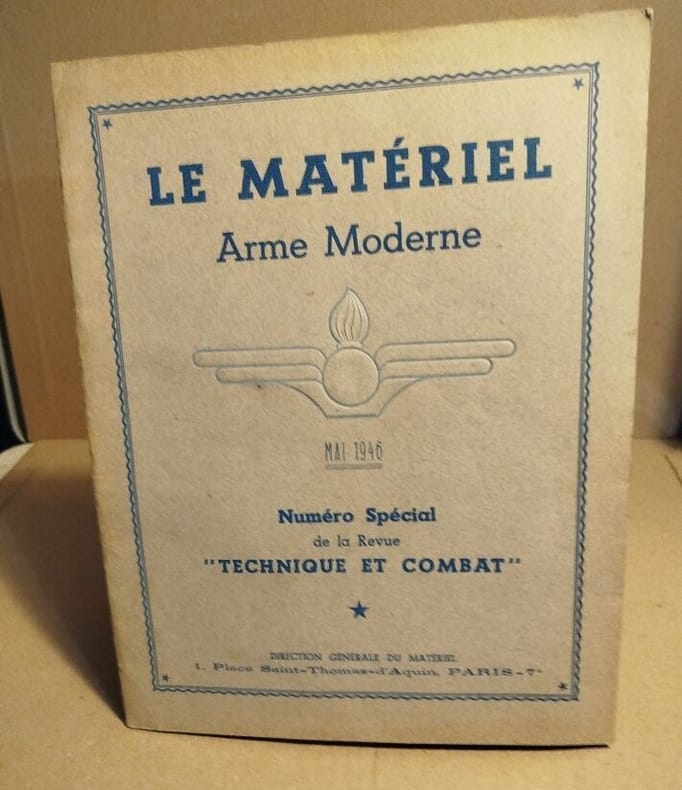 LE MATÉRIEL
Arme Moderne
MAI 1946
Numéro Spécial
de la Revue
"TECHNIQUE ET COMBAT"
DIRECTION GÉNÉRALE DU MATÉRIEL
1, Place Saint-Thomas-d'Aquin, PARIS-7ᵉ